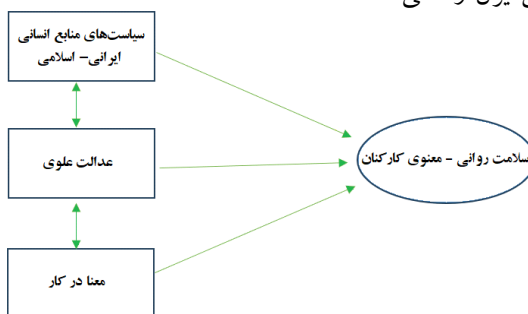 سیاست‌های منابع انسانی
ایرانی– اسلامی
عدالت علوی
سلامت روانی – معنوی کارکنان
معنا در کار